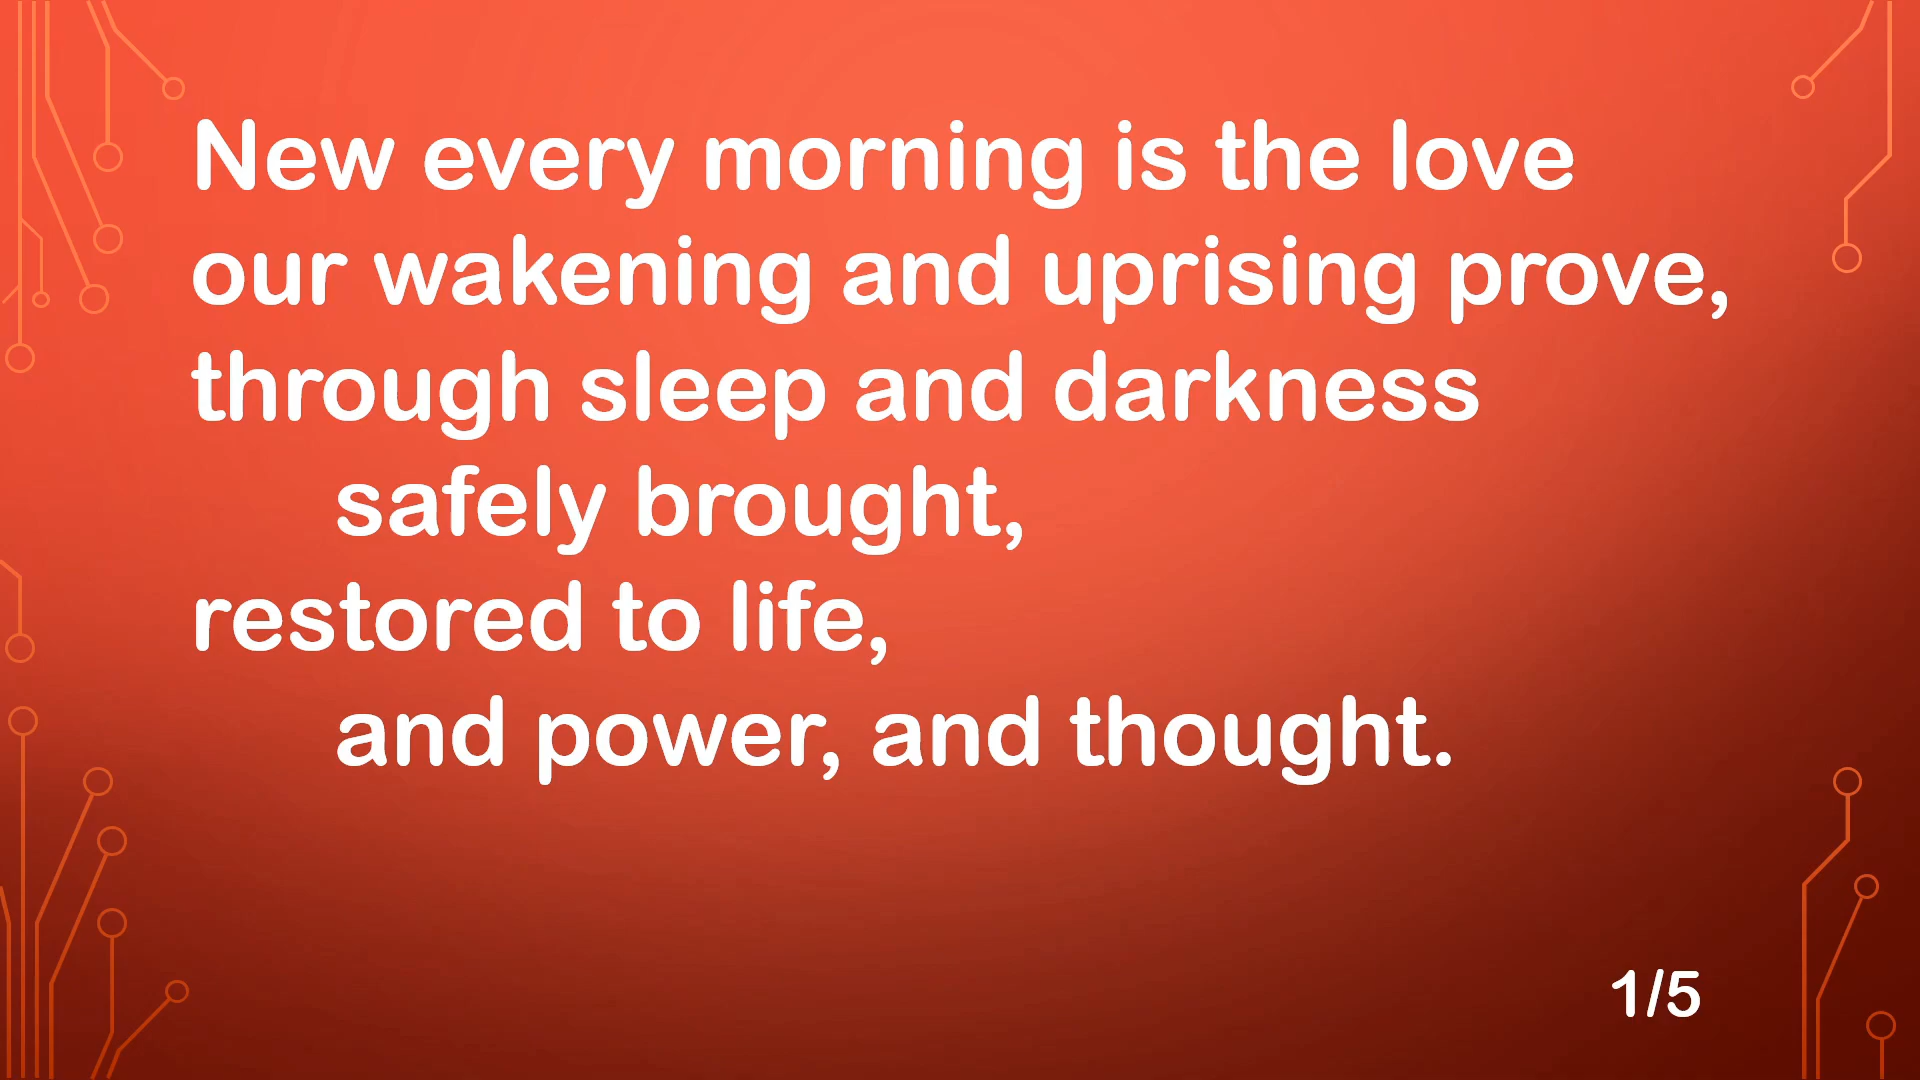 New every morning is the love
our wakening and uprising prove,
through sleep and darkness
safely brought,
restored to life,
and power, and thought.
1/5